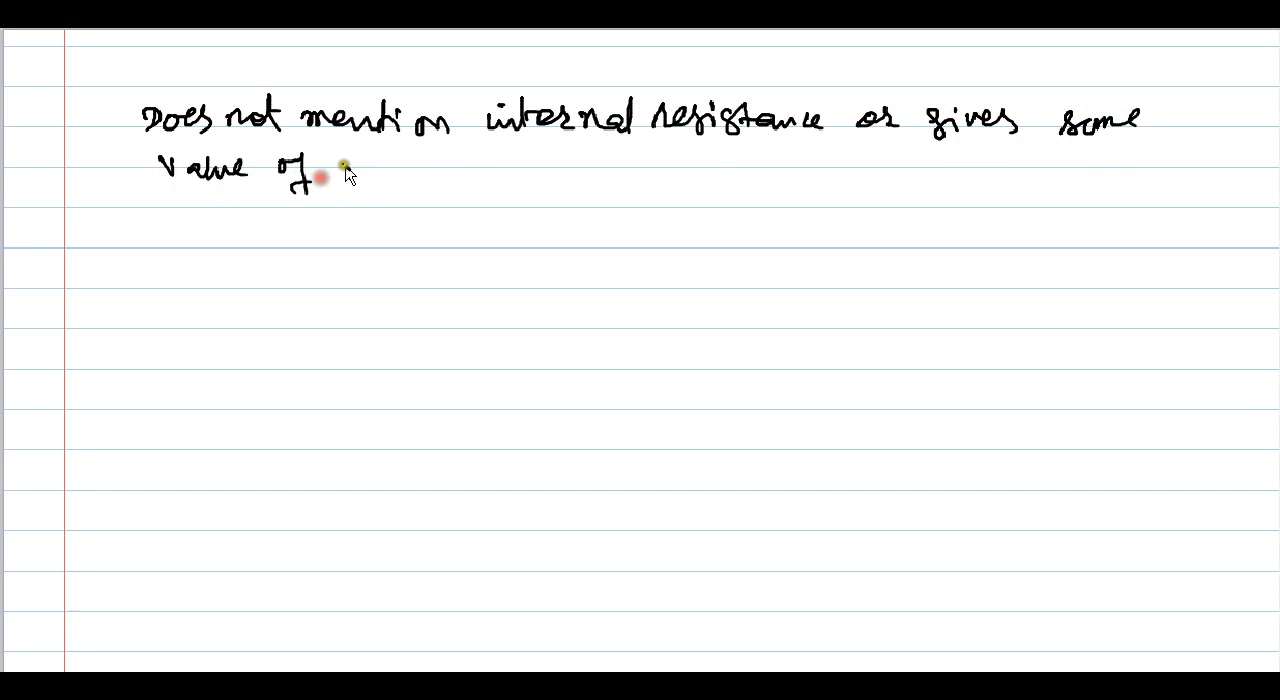 Does not mention internal resistance or gives some
value of